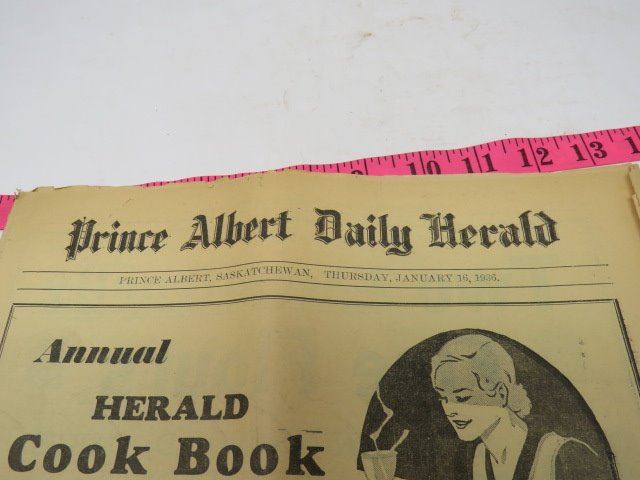 10 11 12 13
Prince Albert Daily Herald
PRINCE ALBERT, SASKATCHEWAN, THURSDAY, JANUARY 16, 1936.
Annual
HERALD
Cook Book